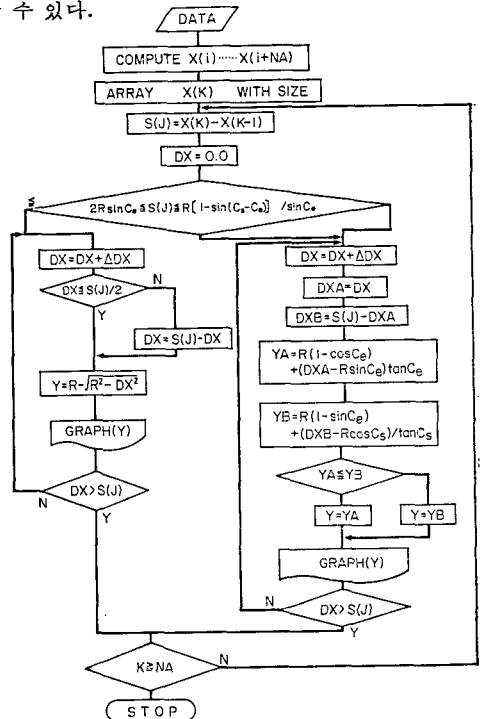 수 있다.
DATA
COMPUTE X(i)······X(i+NA)
ARRAY X(K) WITH SIZE
S(J)=X(K)-X(K-1)
DX=0.0
≦
2RsinCₑ≦S(J)≦R[1-sin(Cₛ-Cₑ)] /sinCₑ
DX=DX+ΔDX
DX≦S(J)/2
N
Y
DX=S(J)-DX
Y=R-√R²-DX²
GRAPH(Y)
DX>S(J)
N
Y
DX=DX+ΔDX
DXA=DX
DXB=S(J)-DXA
YA=R(1-cosCₑ)
+(DXA-RsinCₑ)tanCₑ
YB=R(1-sinCₑ)
+(DXB-RcosCₛ)/tanCₛ
YA≦YB
Y=YA
Y=YB
GRAPH(Y)
N
DX>S(J)
Y
K≧NA
N
STOP